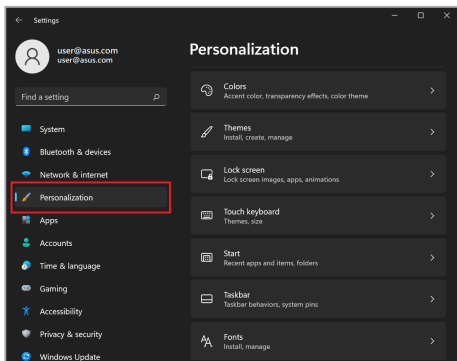 Settings
user@asus.com
user@asus.com
Find a setting
System
Bluetooth & devices
Network & internet
Personalization
Apps
Accounts
Time & language
Gaming
Accessibility
Privacy & security
Windows Update
Personalization
Colors
Accent color, transparency effects, color theme
Themes
Install, create, manage
Lock screen
Lock screen images, apps, animations
Touch keyboard
Themes, size
Start
Recent apps and items, folders
Taskbar
Taskbar behaviors, system pins
Fonts
Install, manage